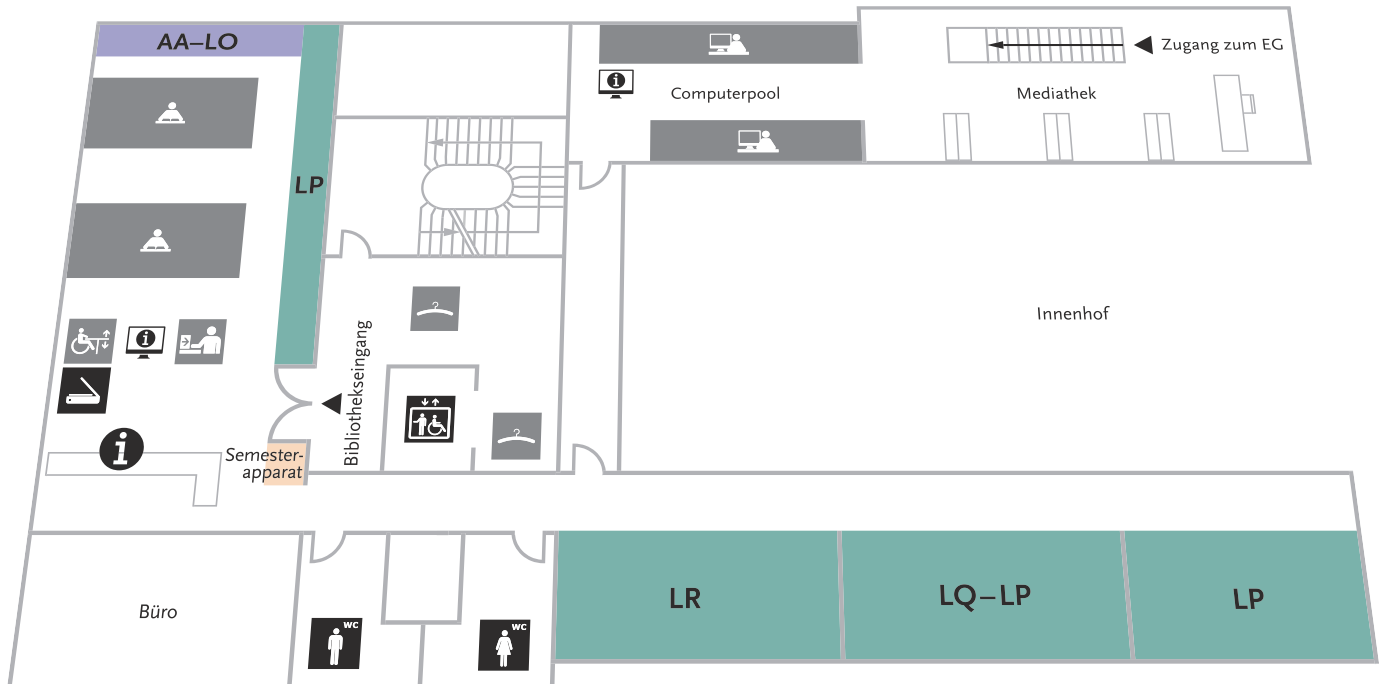 AA–LO
Zugang zum EG
Computerpool
Mediathek
LP
Innenhof
Bibliothekseingang
Semester-
apparat
LR
LQ–LP
LP
Büro
WC
WC